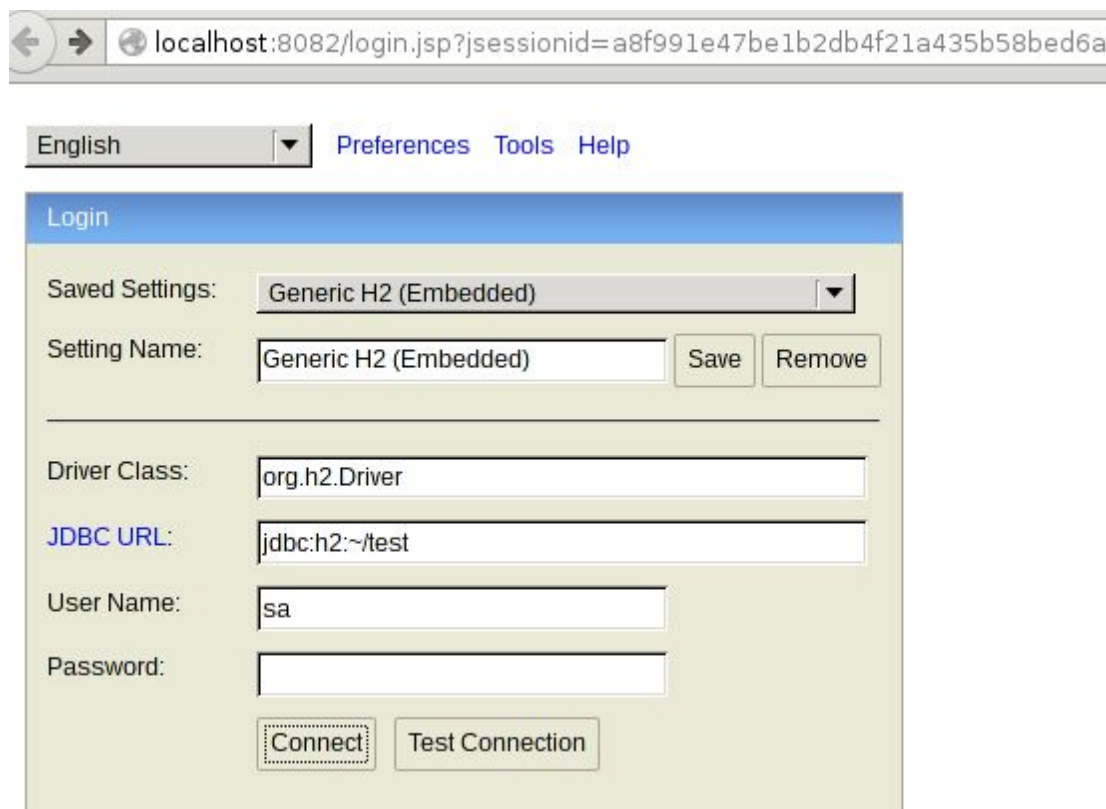 localhost:8082/login.jsp?jsessionid=a8f991e47be1b2db4f21a435b58bed6a
English Preferences Tools Help
Login
Saved Settings: Generic H2 (Embedded)
Setting Name: Generic H2 (Embedded) Save Remove
Driver Class: org.h2.Driver
JDBC URL: jdbc:h2:~/test
User Name: sa
Password:
Connect Test Connection